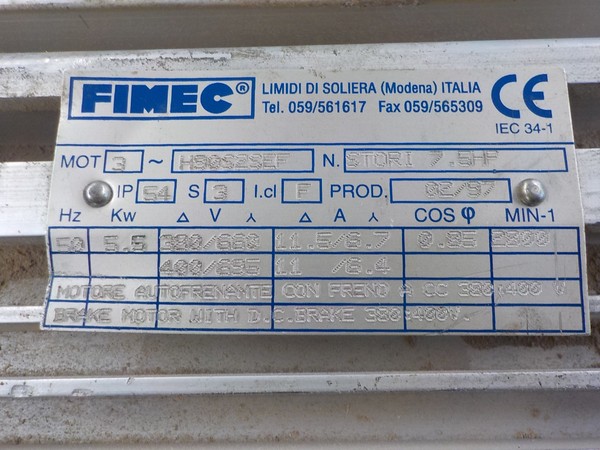 FIMEC® LIMIDI DI SOLIERA (Modena) ITALIA CE
Tel. 059/561617 Fax 059/565309
IEC 34-1
MOT 3 ~ H90S2SEF N. STORI 7.5HP
IP 54 S 3 I.cl F PROD. 02/97
Hz Kw Δ V Y Δ A Y COS φ MIN-1
50 5.5 380/660 11.5/6.7 0.85 2800
400/695 11 /6.4
MOTORE AUTOFRENANTE CON FRENO A CC 380÷400 V
BRAKE MOTOR WITH D.C.BRAKE 380÷400V.